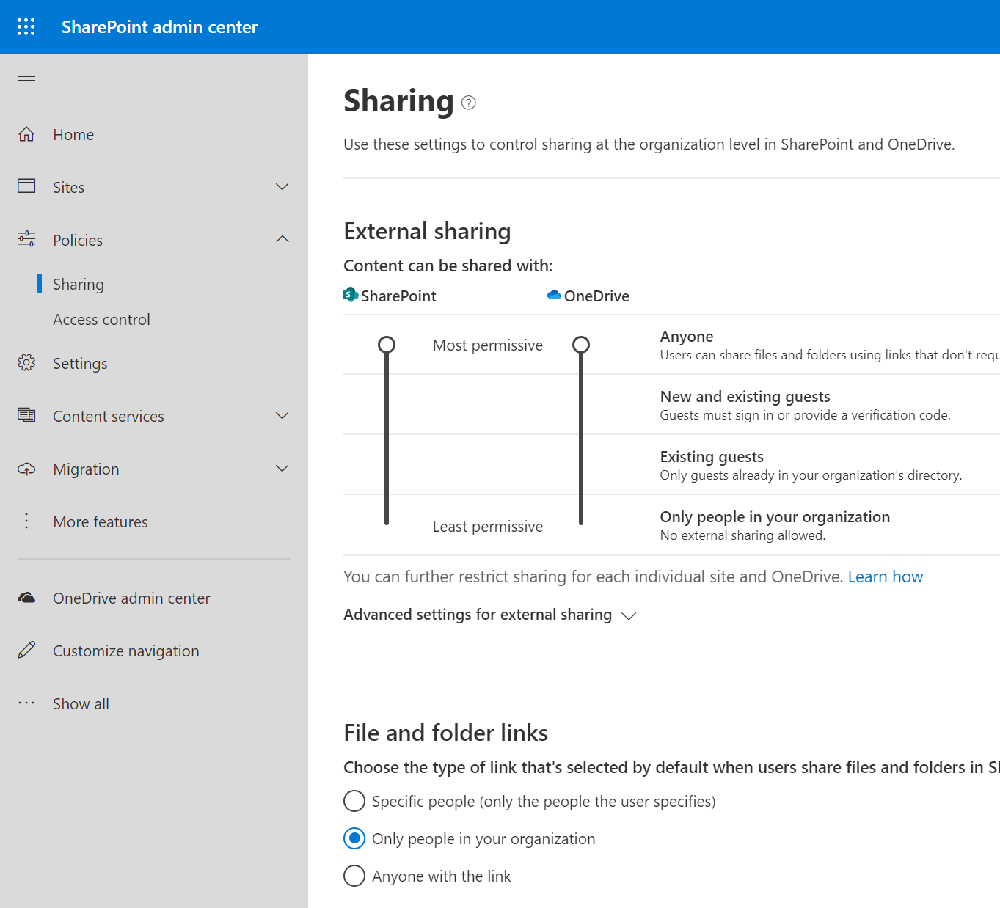 SharePoint admin center
Home
Sites
Policies
Sharing
Access control
Settings
Content services
Migration
More features
OneDrive admin center
Customize navigation
Show all
Sharing
Use these settings to control sharing at the organization level in SharePoint and OneDrive.
External sharing
Content can be shared with:
SharePoint
OneDrive
Most permissive
Anyone
Users can share files and folders using links that don't
New and existing guests
Guests must sign in or provide a verification code.
Existing guests
Only guests already in your organization's directory.
Least permissive
Only people in your organization
No external sharing allowed.
You can further restrict sharing for each individual site and OneDrive. Learn how
Advanced settings for external sharing
File and folder links
Choose the type of link that's selected by default when users share files and folders in
Specific people (only the people the user specifies)
Only people in your organization
Anyone with the link